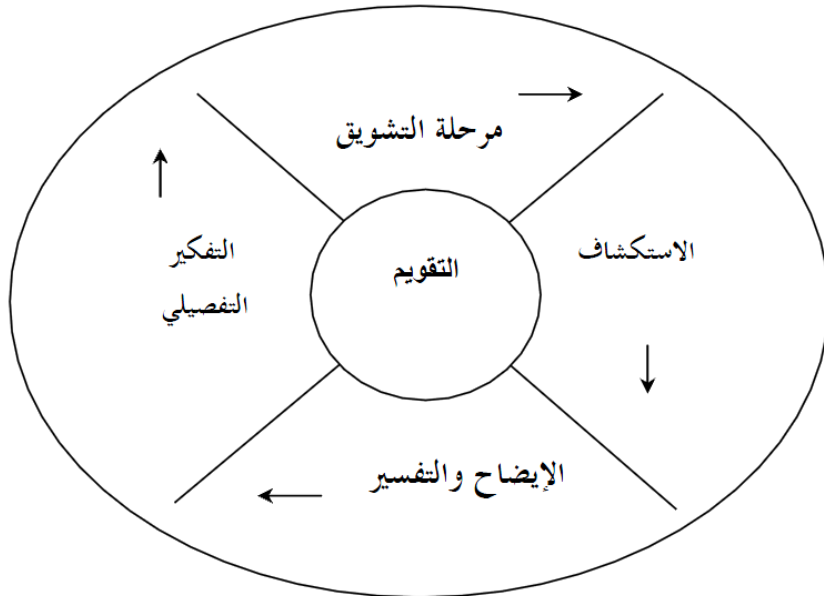 مرحلة التشويق
الاستكشاف
التقويم
التفكير
التفصيلي
الإيضاح والتفسير